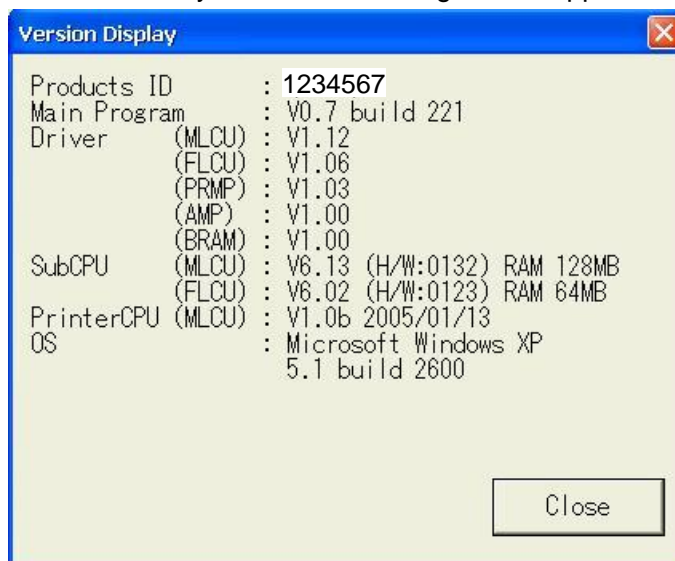 Version Display
Products ID : 1234567
Main Program : V0.7 build 221
Driver (MLCU) : V1.12
(FLCU) : V1.06
(PRMP) : V1.03
(AMP) : V1.00
(BRAM) : V1.00
SubCPU (MLCU) : V6.13 (H/W:0132) RAM 128MB
(FLCU) : V6.02 (H/W:0123) RAM 64MB
PrinterCPU (MLCU) : V1.0b 2005/01/13
OS : Microsoft Windows XP
5.1 build 2600
Close